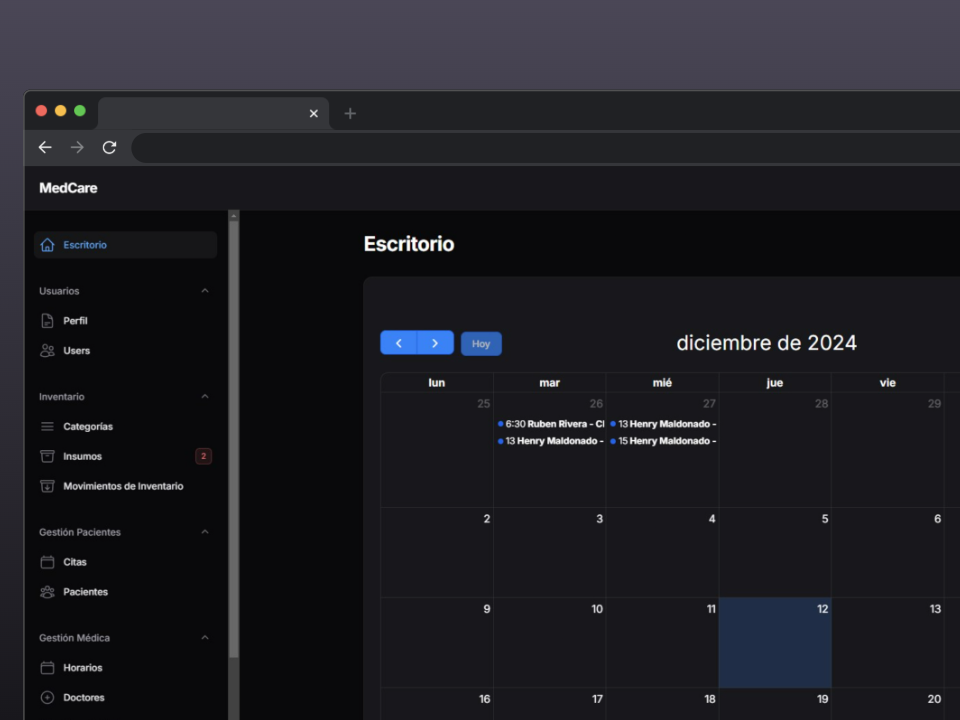 MedCare
Escritorio
Usuarios
Perfil
Users
Inventario
Categorías
Insumos 2
Movimientos de Inventario
Gestión Pacientes
Citas
Pacientes
Gestión Médica
Horarios
Doctores
Escritorio
Hoy
diciembre de 2024
lun mar mié jue vie
25 26 27 28 29
6:30 Ruben Rivera - 13 Henry Maldonado -
13 Henry Maldonado - 15 Henry Maldonado -
2 3 4 5 6
9 10 11 12 13
16 17 18 19 20